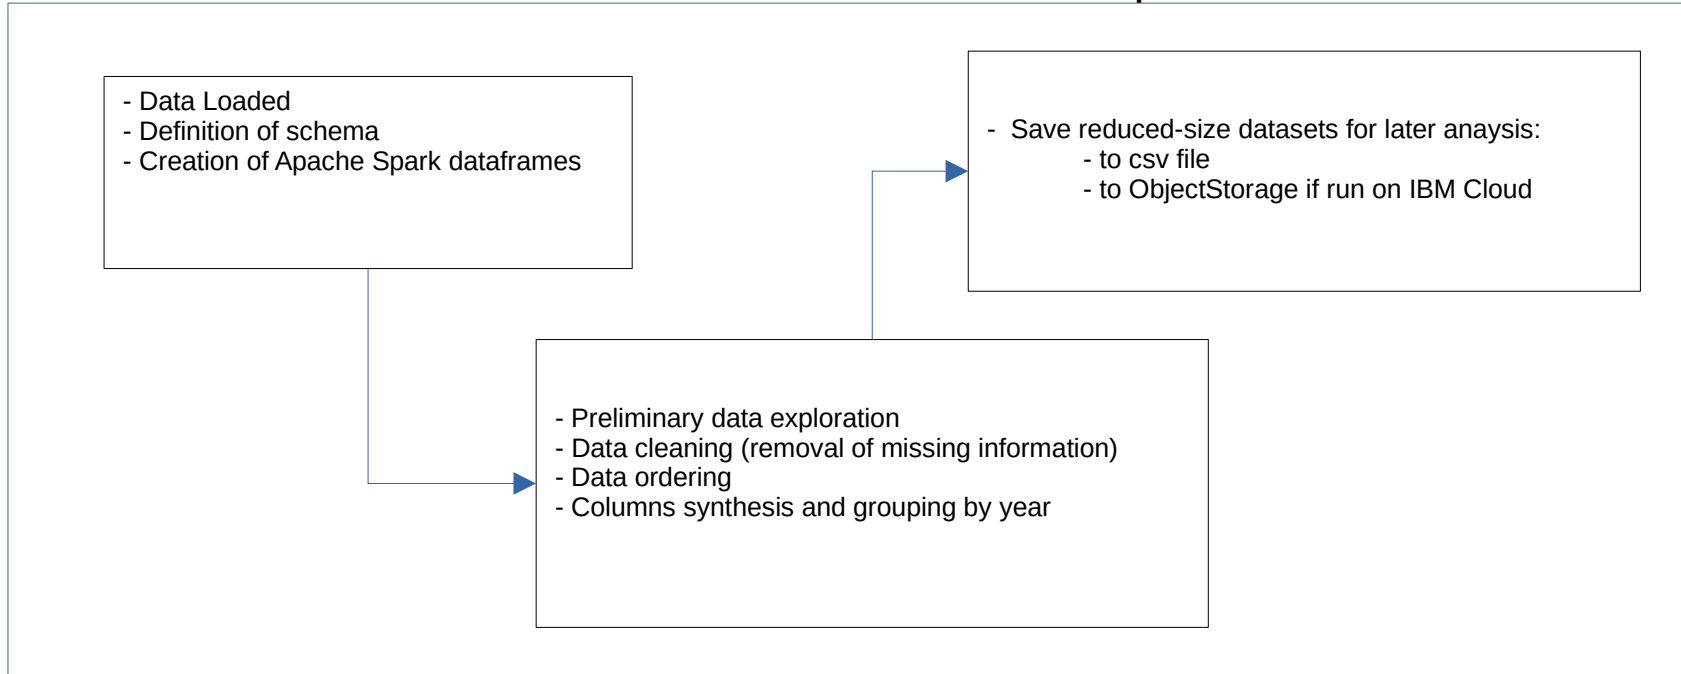 - Data Loaded
- Definition of schema
- Creation of Apache Spark dataframes
- Preliminary data exploration
- Data cleaning (removal of missing information)
- Data ordering
- Columns synthesis and grouping by year
- Save reduced-size datasets for later anaysis:
- to csv file
- to ObjectStorage if run on IBM Cloud